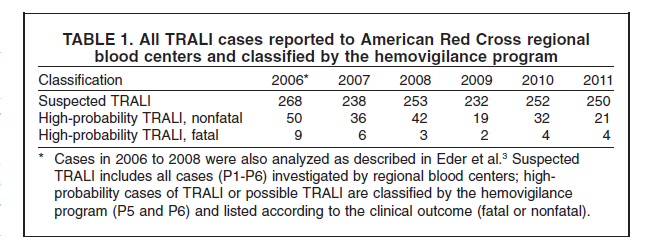 TABLE 1. All TRALI cases reported to American Red Cross regional
blood centers and classified by the hemovigilance program
Classification 2006* 2007 2008 2009 2010 2011
Suspected TRALI 268 238 253 232 252 250
High-probability TRALI, nonfatal 50 36 42 19 32 21
High-probability TRALI, fatal 9 6 3 2 4 4
* Cases in 2006 to 2008 were also analyzed as described in Eder et al.³ Suspected
TRALI includes all cases (P1-P6) investigated by regional blood centers; high-
probability cases of TRALI or possible TRALI are classified by the hemovigilance
program (P5 and P6) and listed according to the clinical outcome (fatal or nonfatal).